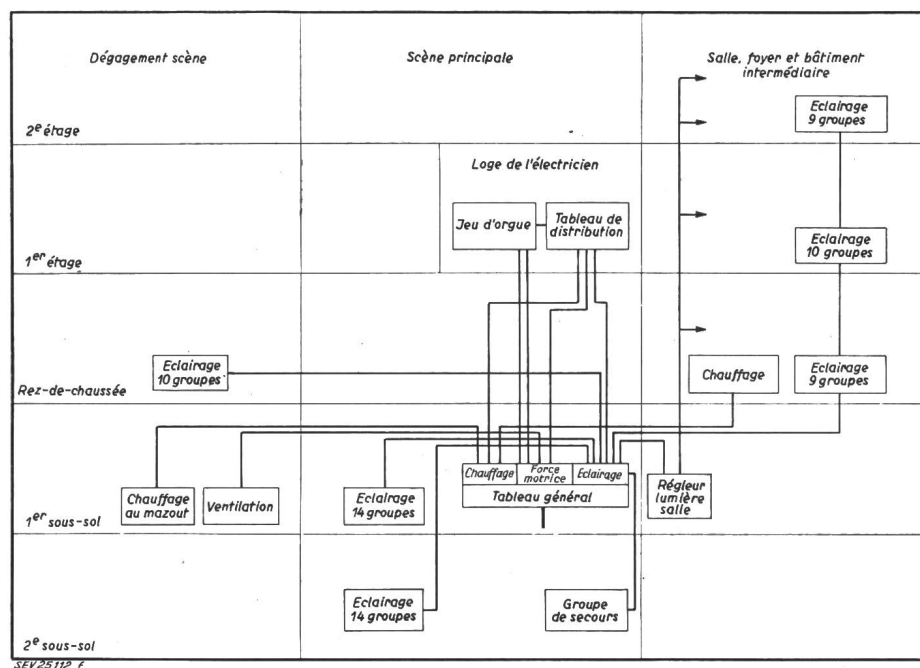 Dégagement scène
Scène principale
Salle, foyer et bâtiment
intermédiaire
Eclairage
9 groupes
2e étage
Loge de l'électricien
Jeu d'orgue
Tableau de
distribution
Eclairage
10 groupes
1er étage
Eclairage
10 groupes
Chauffage
Eclairage
9 groupes
Rez-de-chaussée
Chauffage
Force
motrice
Eclairage
Tableau général
Chauffage
au mazout
Ventilation
Eclairage
14 groupes
Régleur
lumière
salle
1er sous-sol
Eclairage
14 groupes
Groupe
de secours
2e sous-sol
SEV 25112 f